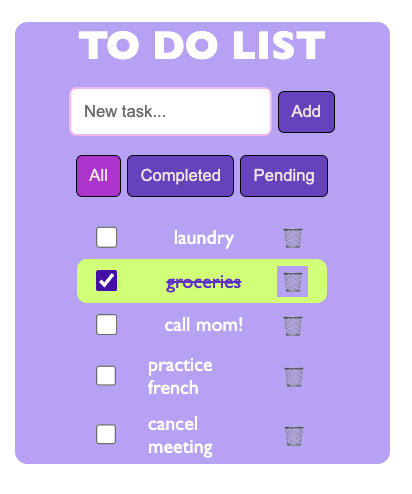 TO DO LIST
New task...
Add
All
Completed
Pending
laundry
groceries
call mom!
practice
french
cancel
meeting